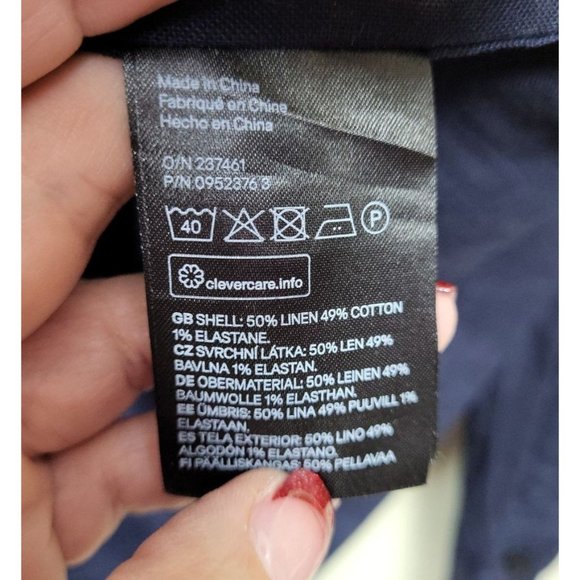 Made in China
Fabriqué en Chine
Hecho en China
O/N 237461
P/N 0952376 3
40 P
clevercare.info
GB SHELL: 50% LINEN 49% COTTON
1% ELASTANE.
CZ SVRCHNÍ LÁTKA: 50% LEN 49%
BAVLNA 1% ELASTAN.
DE OBERMATERIAL: 50% LEINEN 49%
BAUMWOLLE 1% ELASTHAN.
EE ÜMBRIS: 50% LINA 49% PUUVILL 1%
ELASTAAN.
ES TELA EXTERIOR: 50% LINO 49%
ALGODÓN 1% ELASTANO.
FI PÄÄLLISKANGAS: 50% PELLAVAA